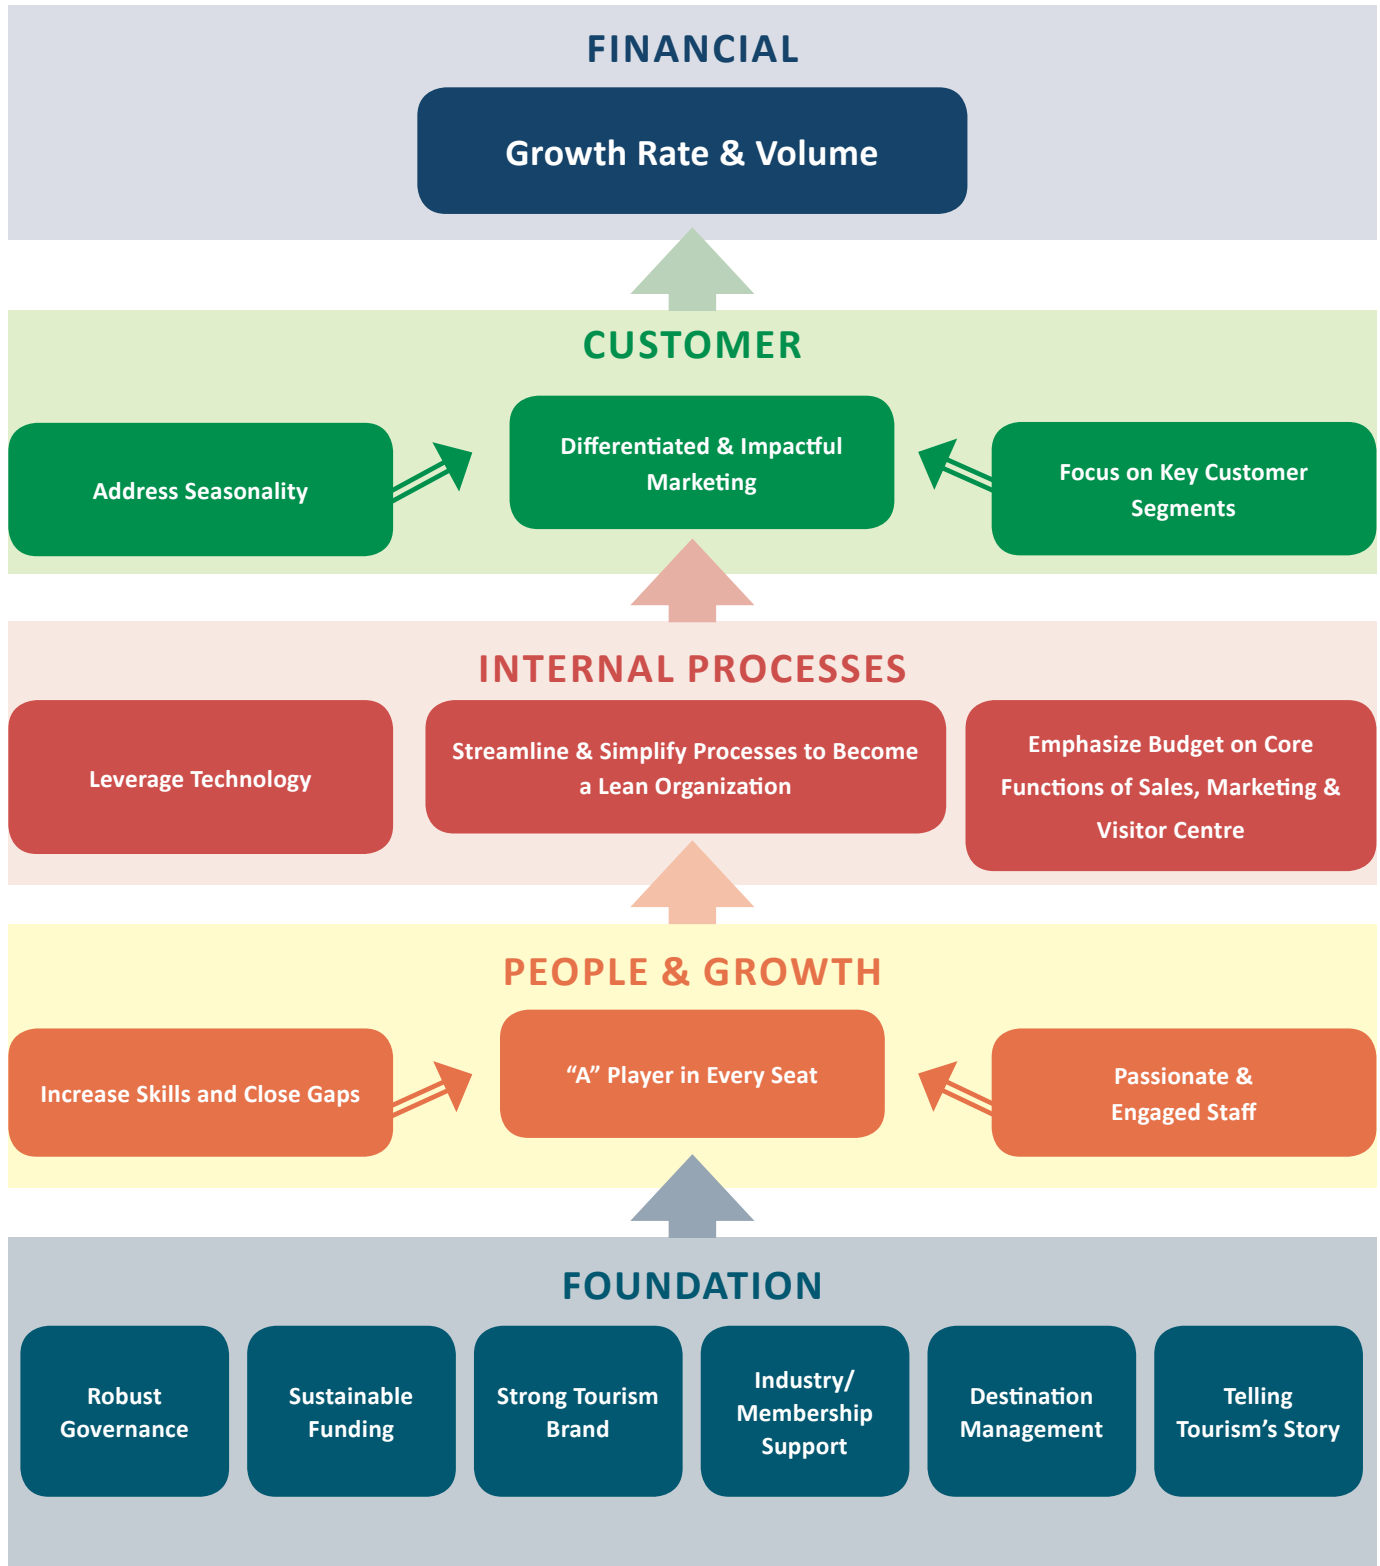 FINANCIAL
Growth Rate & Volume
CUSTOMER
Address Seasonality
Differentiated & Impactful
Marketing
Focus on Key Customer
Segments
INTERNAL PROCESSES
Leverage Technology
Streamline & Simplify Processes to Become
a Lean Organization
Emphasize Budget on Core
Functions of Sales, Marketing &
Visitor Centre
PEOPLE & GROWTH
Increase Skills and Close Gaps
“A” Player in Every Seat
Passionate &
Engaged Staff
FOUNDATION
Robust
Governance
Sustainable
Funding
Strong Tourism
Brand
Industry/
Membership
Support
Destination
Management
Telling
Tourism’s Story